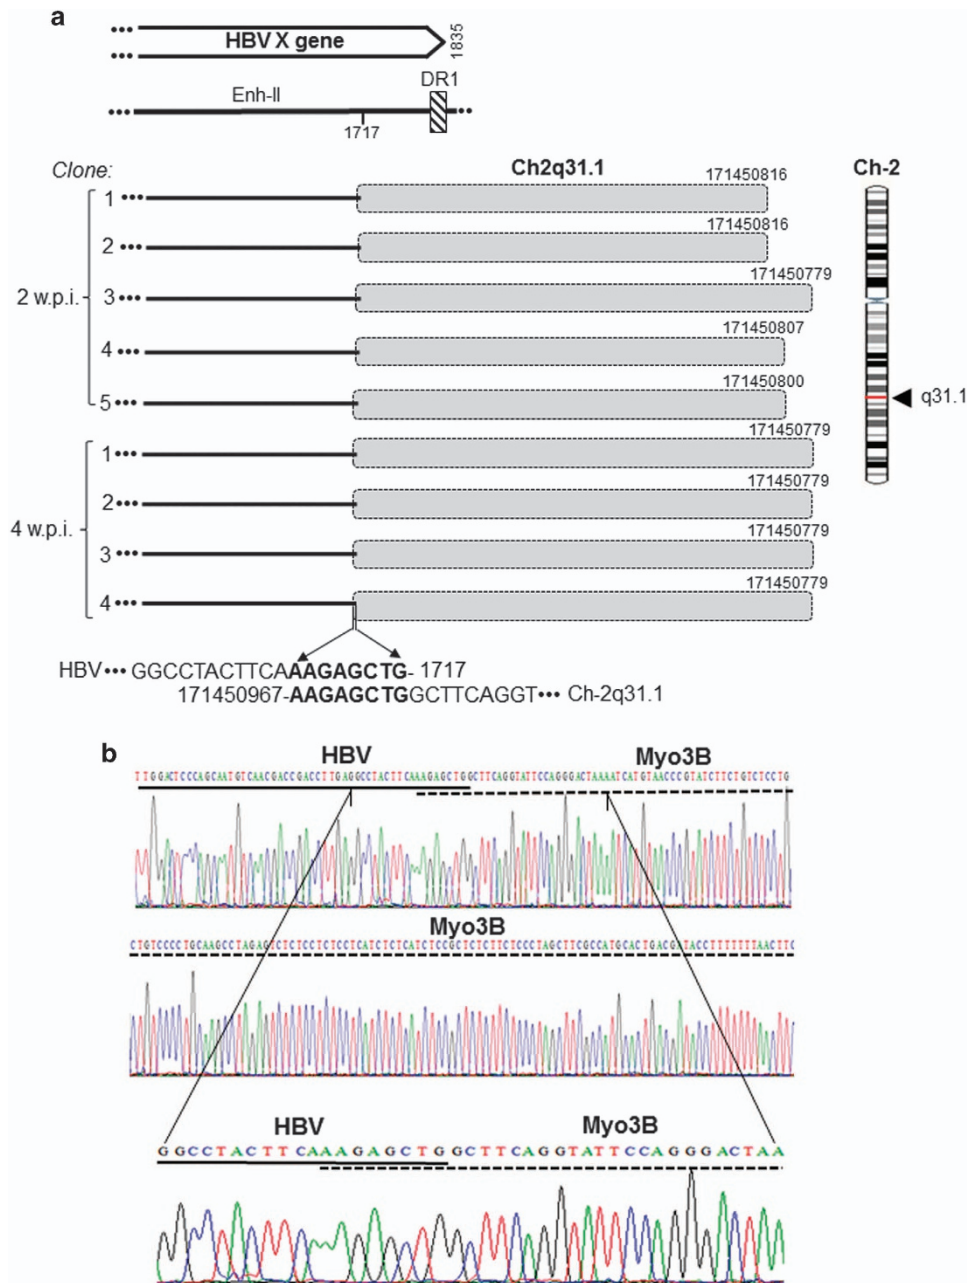 a
HBV X gene
1835
DR1
Enh-II
1717
Clone:
Ch2q31.1
Ch-2
2 w.p.i.
1 ••• 171450816
2 ••• 171450816
3 ••• 171450779
4 ••• 171450807
5 ••• 171450800
q31.1
4 w.p.i.
1 ••• 171450779
2 ••• 171450779
3 ••• 171450779
4 ••• 171450779
HBV••• GGCCTACTTCAAAGAGCTG- 1717
171450967-AAGAGCTGGCTTCAGGT••• Ch-2q31.1
b
HBV Myo3B
TTGGACTCCCAGCAATGTCAACGACCGACCTTGAGGCCTACTTCAAAGAGCTGGCTTCAGGTATTCCAGGGACTAAAATCATGTAACCCGTATCTTCTGTCTCCTG
Myo3B
CTGTCCCCTGCAAGCCTAGAGTCTCTCCTCTCCTCATCTCTCATCTCCGCTCTCTTCTCCCTAGCTTCGCCATGCACTGACGATACCTTTTTTTAACTTC
HBV Myo3B
GGCCTACTTCAAAGAGCTGGCTTCAGGTATTCCAGGGACTAA